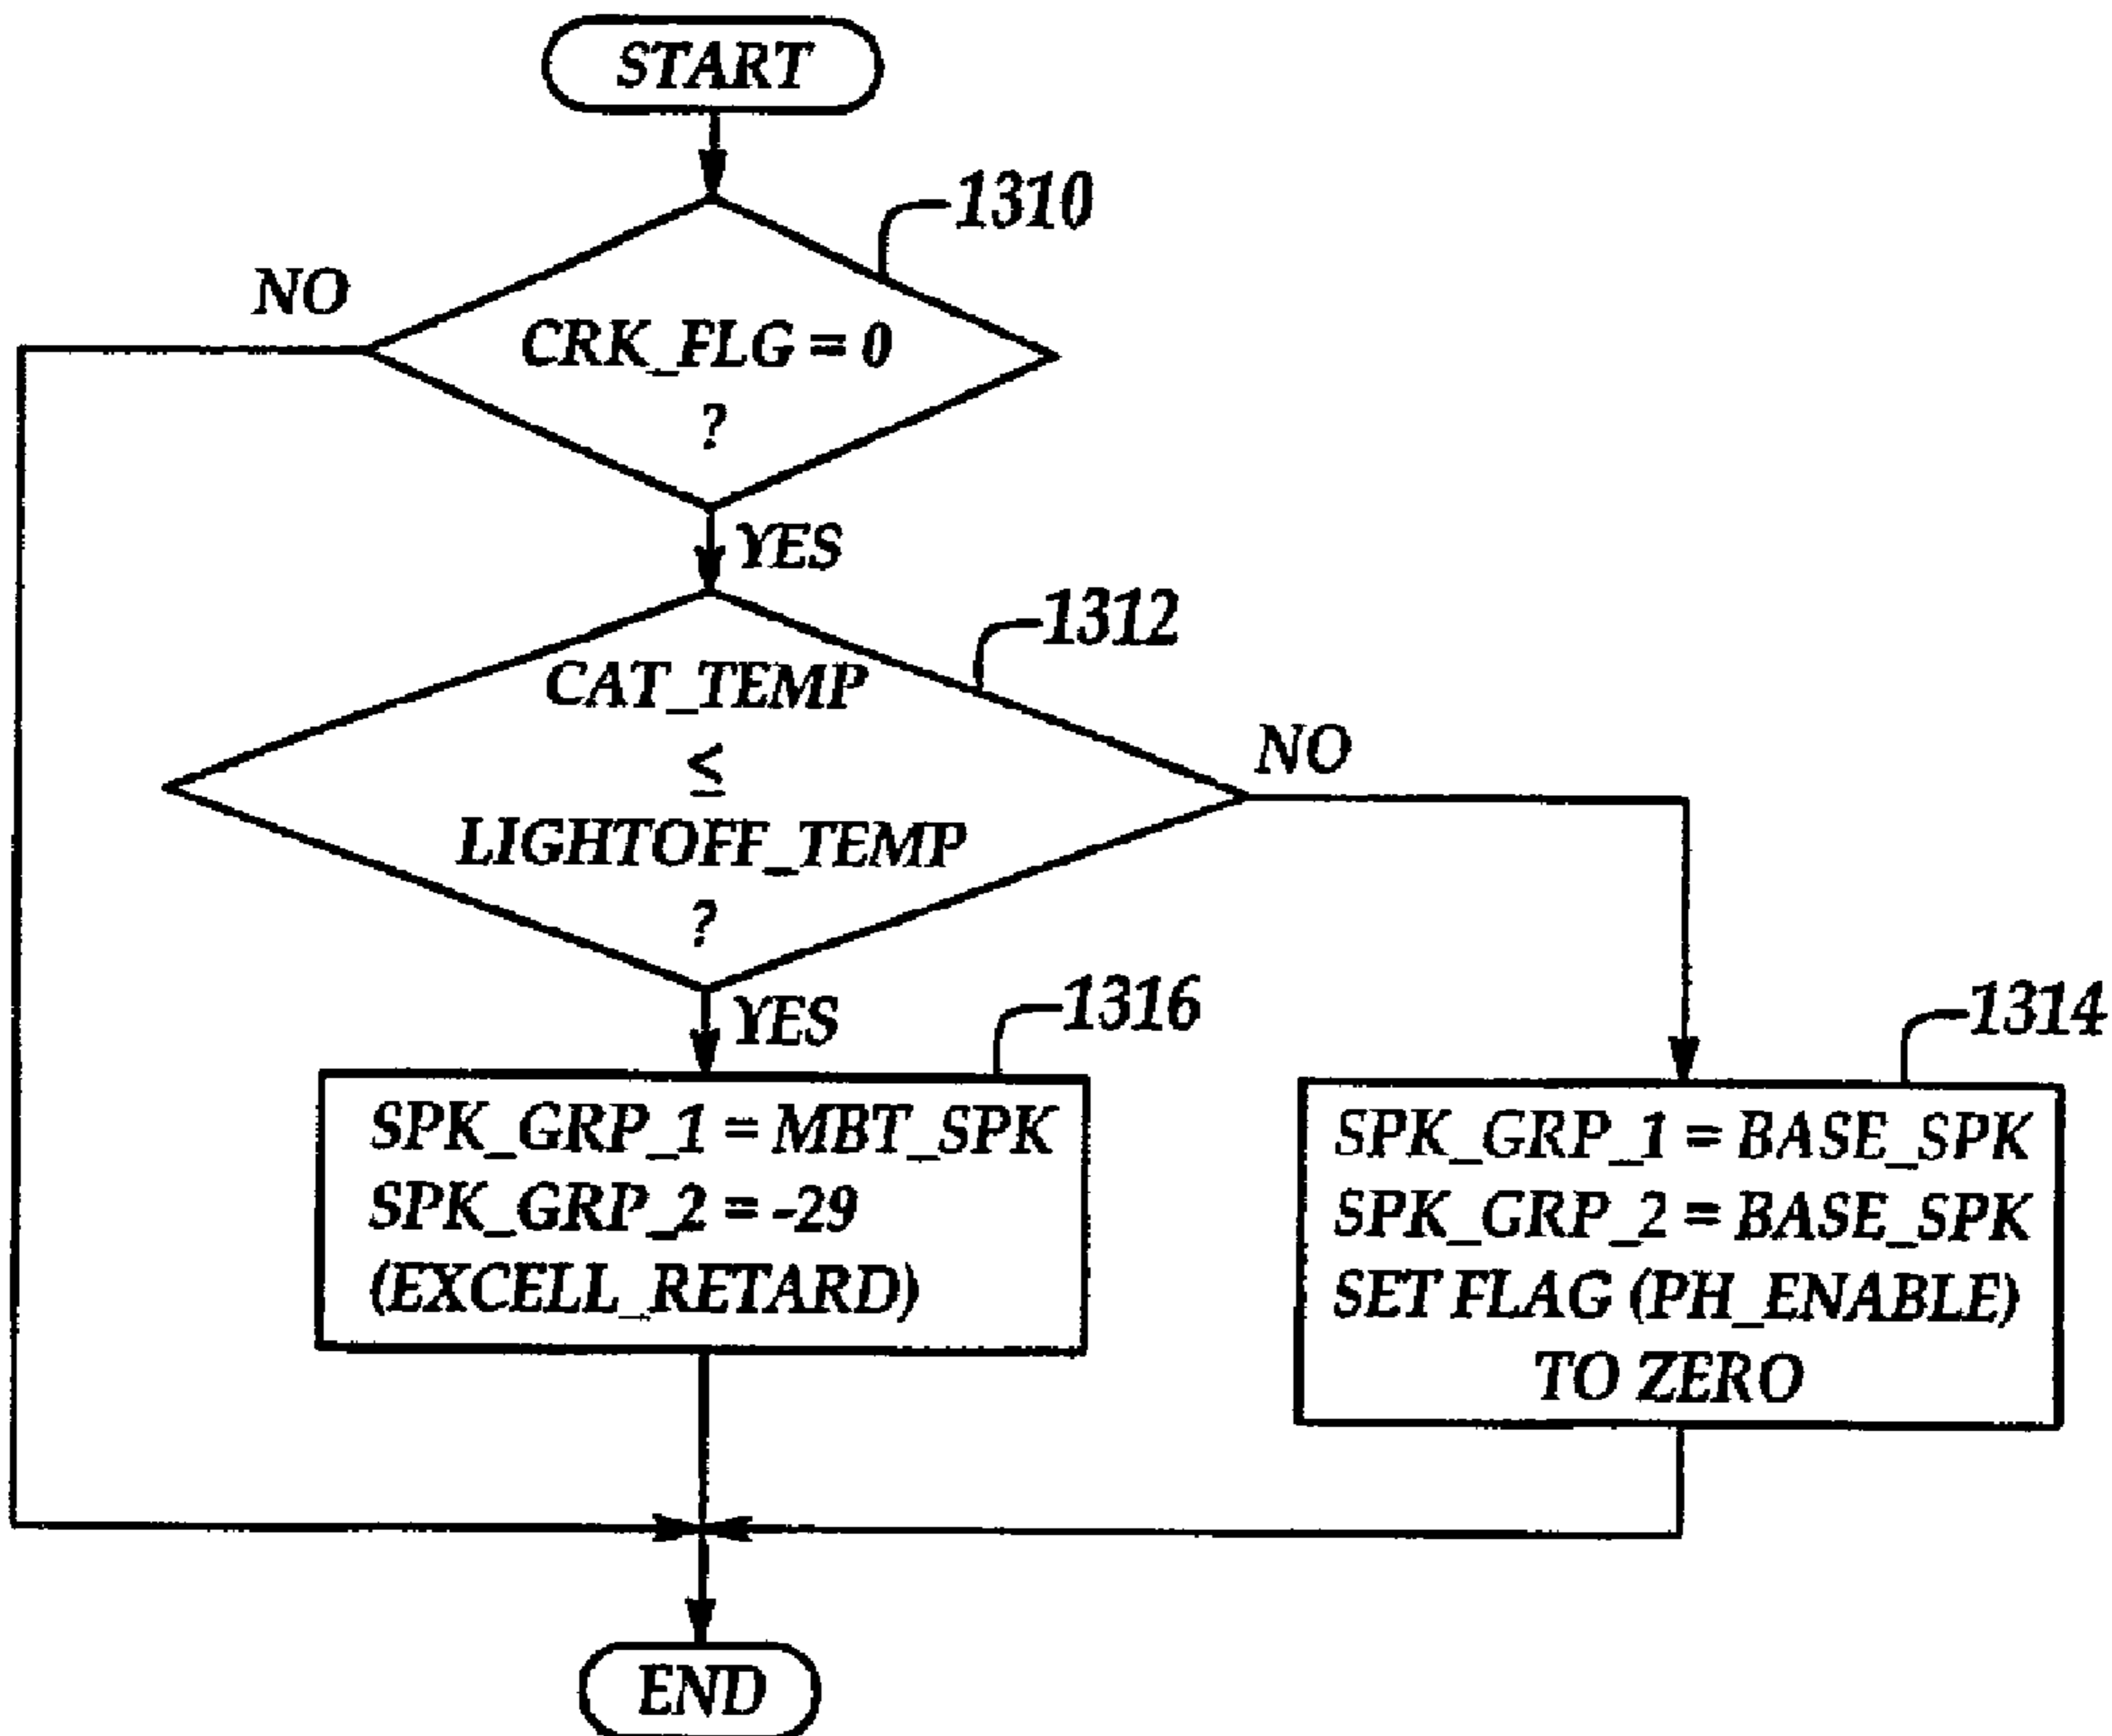 START
1310
NO
CRK_FLG = 0
?
YES
1312
CAT_TEMP
≤
LIGHTOFF_TEMP
?
NO
YES
1316
SPK_GRP_1 = MBT_SPK
SPK_GRP_2 = -29
(EXCELL_RETARD)
1314
SPK_GRP_1 = BASE_SPK
SPK_GRP_2 = BASE_SPK
SET FLAG (PH_ENABLE)
TO ZERO
END